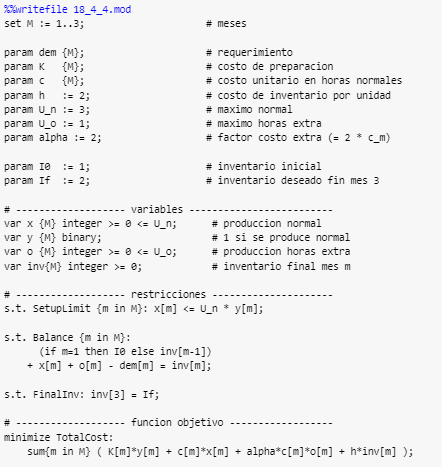 %%writefile 18_4_4.mod
set M := 1..3; # meses
param dem {M}; # requerimiento
param K {M}; # costo de preparacion
param c {M}; # costo unitario en horas normales
param h := 2; # costo de inventario por unidad
param U_n := 3; # maximo normal
param U_o := 1; # maximo horas extra
param alpha := 2; # factor costo extra (= 2 * c_m)
param I0 := 1; # inventario inicial
param If := 2; # inventario deseado fin mes 3
# ------------------ variables ------------------------
var x {M} integer >= 0 <= U_n; # produccion normal
var y {M} binary; # 1 si se produce normal
var o {M} integer >= 0 <= U_o; # produccion horas extra
var inv{M} integer >= 0; # inventario final mes m
# ------------------ restricciones --------------------
s.t. SetupLimit {m in M}: x[m] <= U_n * y[m];
s.t. Balance {m in M}:
(if m=1 then I0 else inv[m-1])
+ x[m] + o[m] - dem[m] = inv[m];
s.t. FinalInv: inv[3] = If;
# ------------------ funcion objetivo -----------------
minimize TotalCost:
sum{m in M} ( K[m]*y[m] + c[m]*x[m] + alpha*c[m]*o[m] + h*inv[m] );